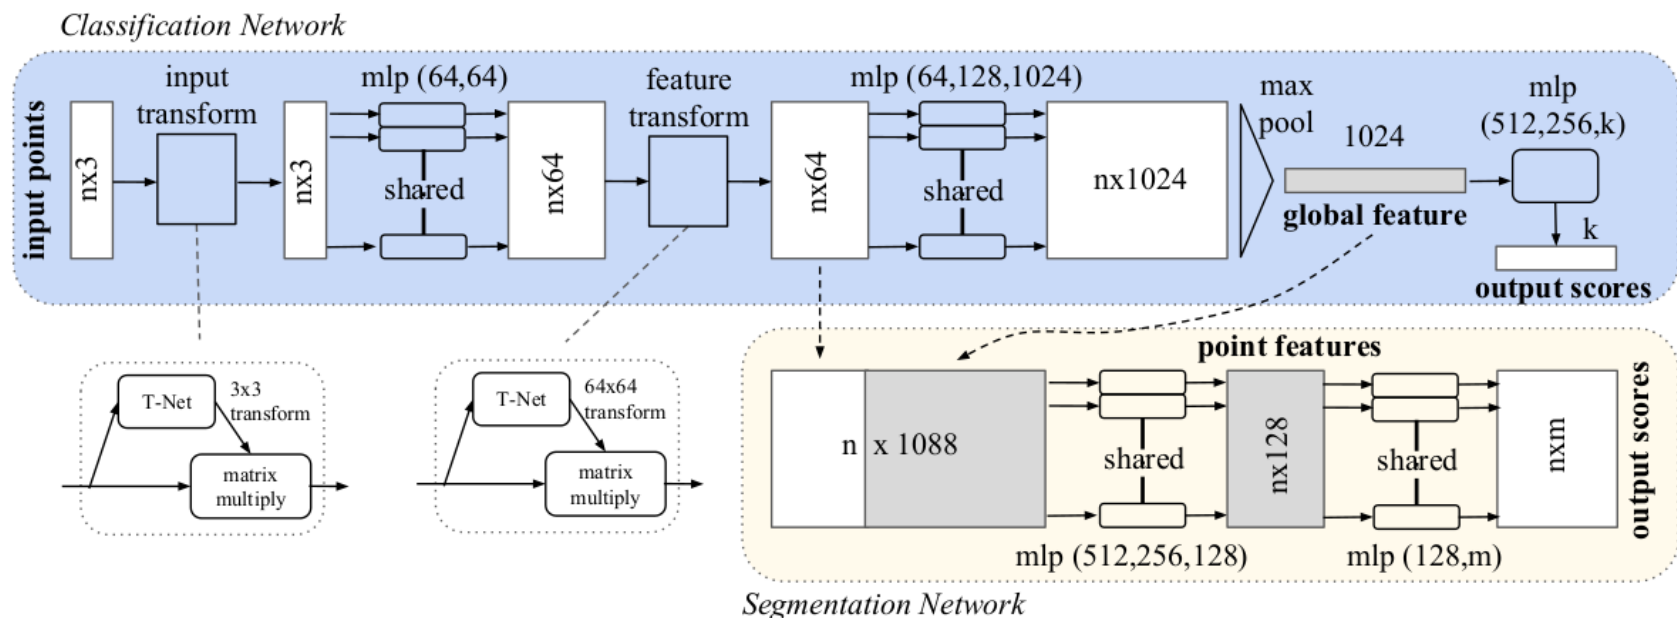 Classification Network
input points
nx3
input
transform
nx3
mlp (64,64)
shared
nx64
feature
transform
nx64
mlp (64,128,1024)
shared
nx1024
max
pool
1024
global feature
mlp
(512,256,k)
k
output scores
T-Net
3x3
transform
matrix
multiply
T-Net
64x64
transform
matrix
multiply
point features
n x 1088
shared
mlp (512,256,128)
nx128
shared
mlp (128,m)
nxm
output scores
Segmentation Network